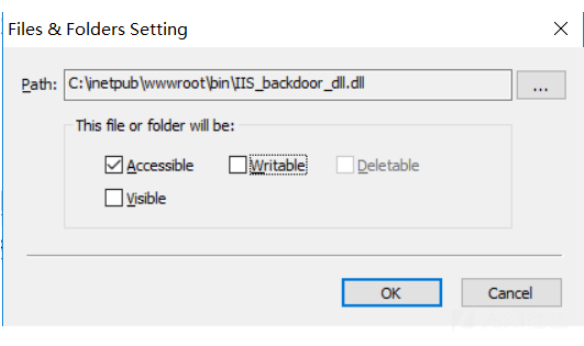 Files & Folders Setting
Path: C:\inetpub\wwwroot\bin\IIS_backdoor_dll.dll ...
This file or folder will be:
Accessible Writable Deletable
Visible
OK Cancel